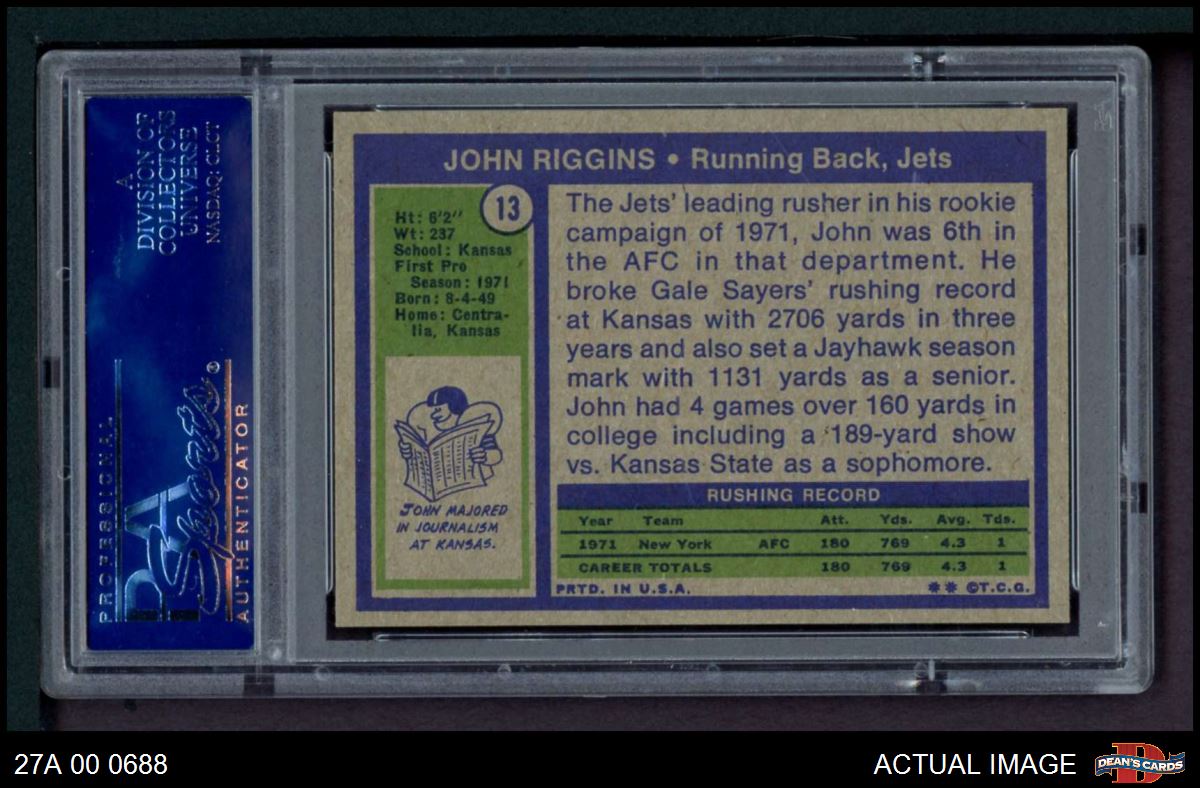 A
DIVISION OF
COLLECTORS
UNIVERSE
NASDAQ: CLCT
PROFESSIONAL
PSA
Sports®
AUTHENTICATOR
JOHN RIGGINS • Running Back, Jets
13
Ht: 6'2''
Wt: 237
School: Kansas
First Pro
Season: 1971
Born: 8-4-49
Home: Centra-
lia, Kansas
JOHN MAJORED
IN JOURNALISM
AT KANSAS.
The Jets' leading rusher in his rookie
campaign of 1971, John was 6th in
the AFC in that department. He
broke Gale Sayers' rushing record
at Kansas with 2706 yards in three
years and also set a Jayhawk season
mark with 1131 yards as a senior.
John had 4 games over 160 yards in
college including a 189-yard show
vs. Kansas State as a sophomore.
RUSHING RECORD
Year Team Att. Yds. Avg. Tds.
1971 New York AFC 180 769 4.3 1
CAREER TOTALS 180 769 4.3 1
PRTD. IN U.S.A. ** ©T.C.G.
27A 00 0688
ACTUAL IMAGE
D
DEAN'S CARDS